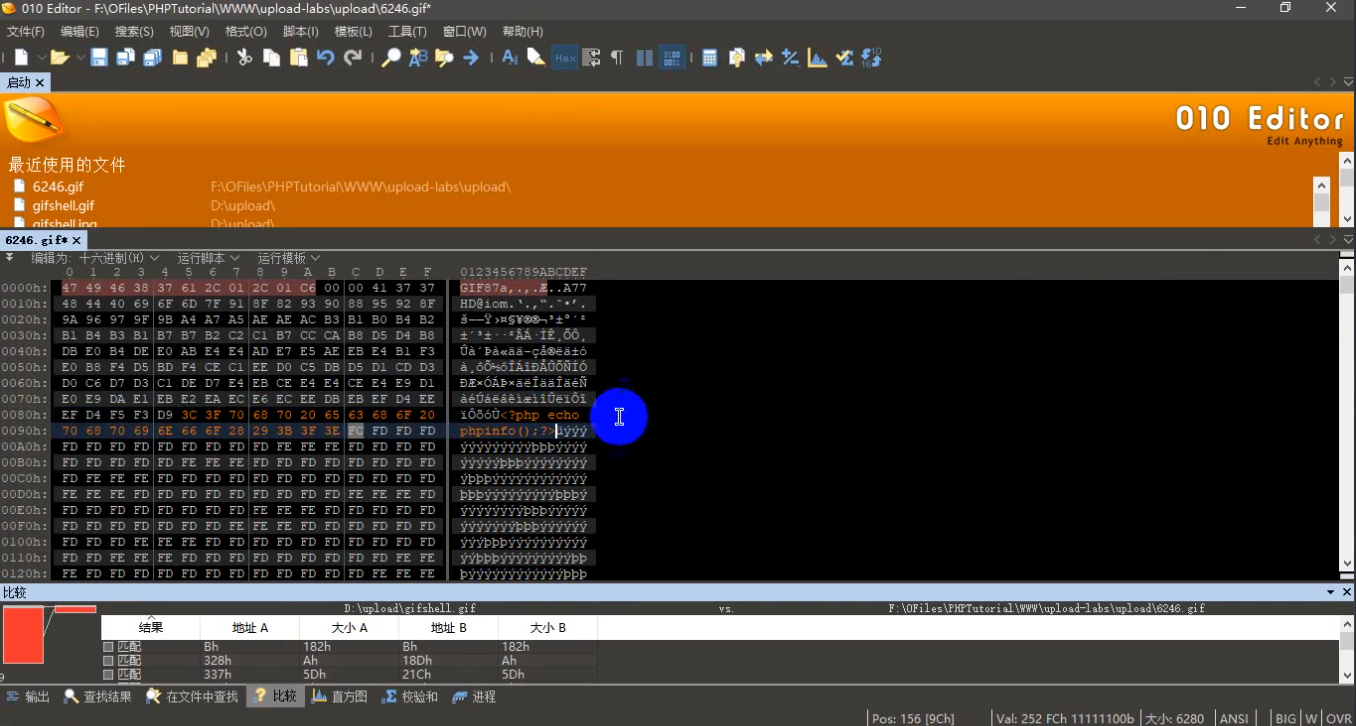 010 Editor - F:\OFiles\PHPTutorial\WWW\upload-labs\upload\6246.gif*
文件(F) 编辑(E) 搜索(S) 视图(V) 格式(O) 脚本(I) 模板(L) 工具(T) 窗口(W) 帮助(H)
启动
010 Editor
Edit Anything
最近使用的文件
6246.gif F:\OFiles\PHPTutorial\WWW\upload-labs\upload\
gifshell.gif D:\upload\
gifshell.jpg D:\upload\
6246.gif*
编辑为: 十六进制(H) 运行脚本 运行模板
0 1 2 3 4 5 6 7 8 9 A B C D E F 0123456789ABCDEF
0000h: 47 49 46 38 37 61 2C 01 2C 01 C6 00 00 41 37 37 GIF87a,.,.Æ..A77
0010h: 48 44 40 69 6F 6D 7F 91 8F 82 93 90 88 95 92 8F
0020h: 9A 96 97 9F 9B A4 A7 A5 AE AE AC B3 B1 B0 B4 B2
0030h: B1 B4 B3 B1 B7 B7 B2 C2 C1 B7 CC CA B8 D5 D4 B8
0040h: DB E0 B4 DE E0 AB E4 E4 AD E7 E5 AE EB E4 B1 F3
0050h: E0 B8 F4 D5 BD F4 CE C1 EE D0 C5 DB D5 D1 CD D3
0060h: D0 C6 D7 D3 C1 DE D7 E4 EB CE E4 E4 CE E4 E9 D1
0070h: E0 E9 DA E1 EB E2 EA EC E6 EC EE DB EB EF D4 EE
0080h: EF D4 F5 F3 D9 3C 3F 70 68 70 20 65 63 68 6F 20 ïÔõóÙ<?php echo
0090h: 70 68 70 69 6E 66 6F 28 29 3B 3F 3E FC FD FD FD phpinfo();?>üýýý
00A0h: FD FD FD FD FD FD FD FD FD FE FE FE FD FD FD FD ýýýýýýýýýþþþýýýý
00B0h: FD FD FD FD FD FE FE FE FD FD FD FD FD FD FD FD ýýýýýþþþýýýýýýýý
00C0h: FD FE FE FE FD FD FD FD FD FD FD FD FD FD FD FD ýþþþýýýýýýýýýýýý
00D0h: FE FE FE FD FD FD FD FD FD FD FD FD FE FE FE FD þþþýýýýýýýýýþþþý
00E0h: FD FD FD FD FD FD FD FD FE FE FE FD FD FD FD FD ýýýýýýýýþþþýýýýý
00F0h: FD FD FD FD FD FD FD FE FE FE FD FD FD FD FD FD ýýýýýýýþþþýýýýýý
0100h: FD FD FD FE FE FE FD FD FD FD FD FD FD FD FD FD ýýýþþþýýýýýýýýýý
0110h: FD FD FE FE FE FD FD FD FD FD FD FD FD FD FE FE ýýþþþýýýýýýýýýþþ
0120h: FE FD FD FD FD FD FD FD FD FD FD FD FD FE FE FE þýýýýýýýýýýýýþþþ
比较
D:\upload\gifshell.gif vs. F:\OFiles\PHPTutorial\WWW\upload-labs\upload\6246.gif
结果 地址 A 大小 A 地址 B 大小 B
匹配 Bh 182h Bh 182h
匹配 328h Ah 18Dh Ah
匹配 337h 5Dh 21Ch 5Dh
输出 查找结果 在文件中查找 比较 直方图 校验和 进程
Pos: 156 [9Ch] Val: 252 FCh 11111100b 大小: 6280 ANSI BIG W OVR